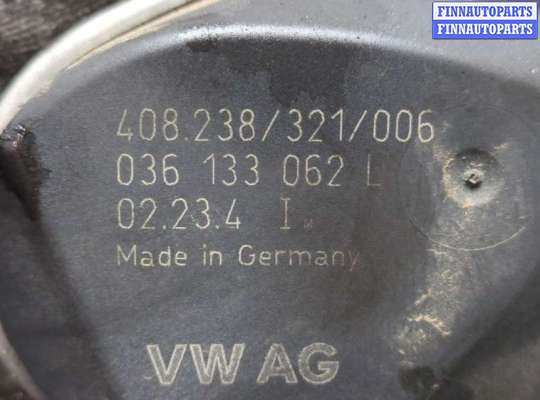 FINNAUTOPARTS
FINNAUTOPARTS
408.238/321/006
036 133 062 L
02.23.4 I
Made in Germany
VW AG